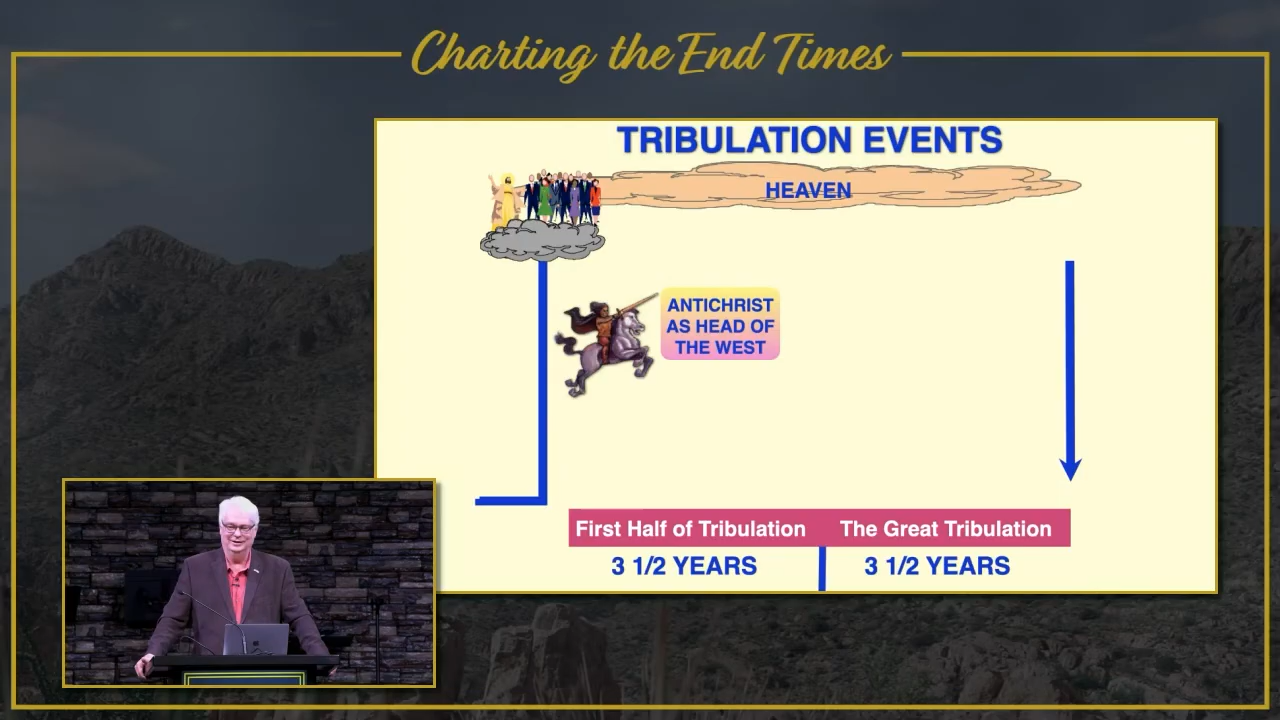 Charting the End Times
TRIBULATION EVENTS
HEAVEN
ANTICHRIST
AS HEAD OF
THE WEST
First Half of Tribulation
The Great Tribulation
3 1/2 YEARS
3 1/2 YEARS